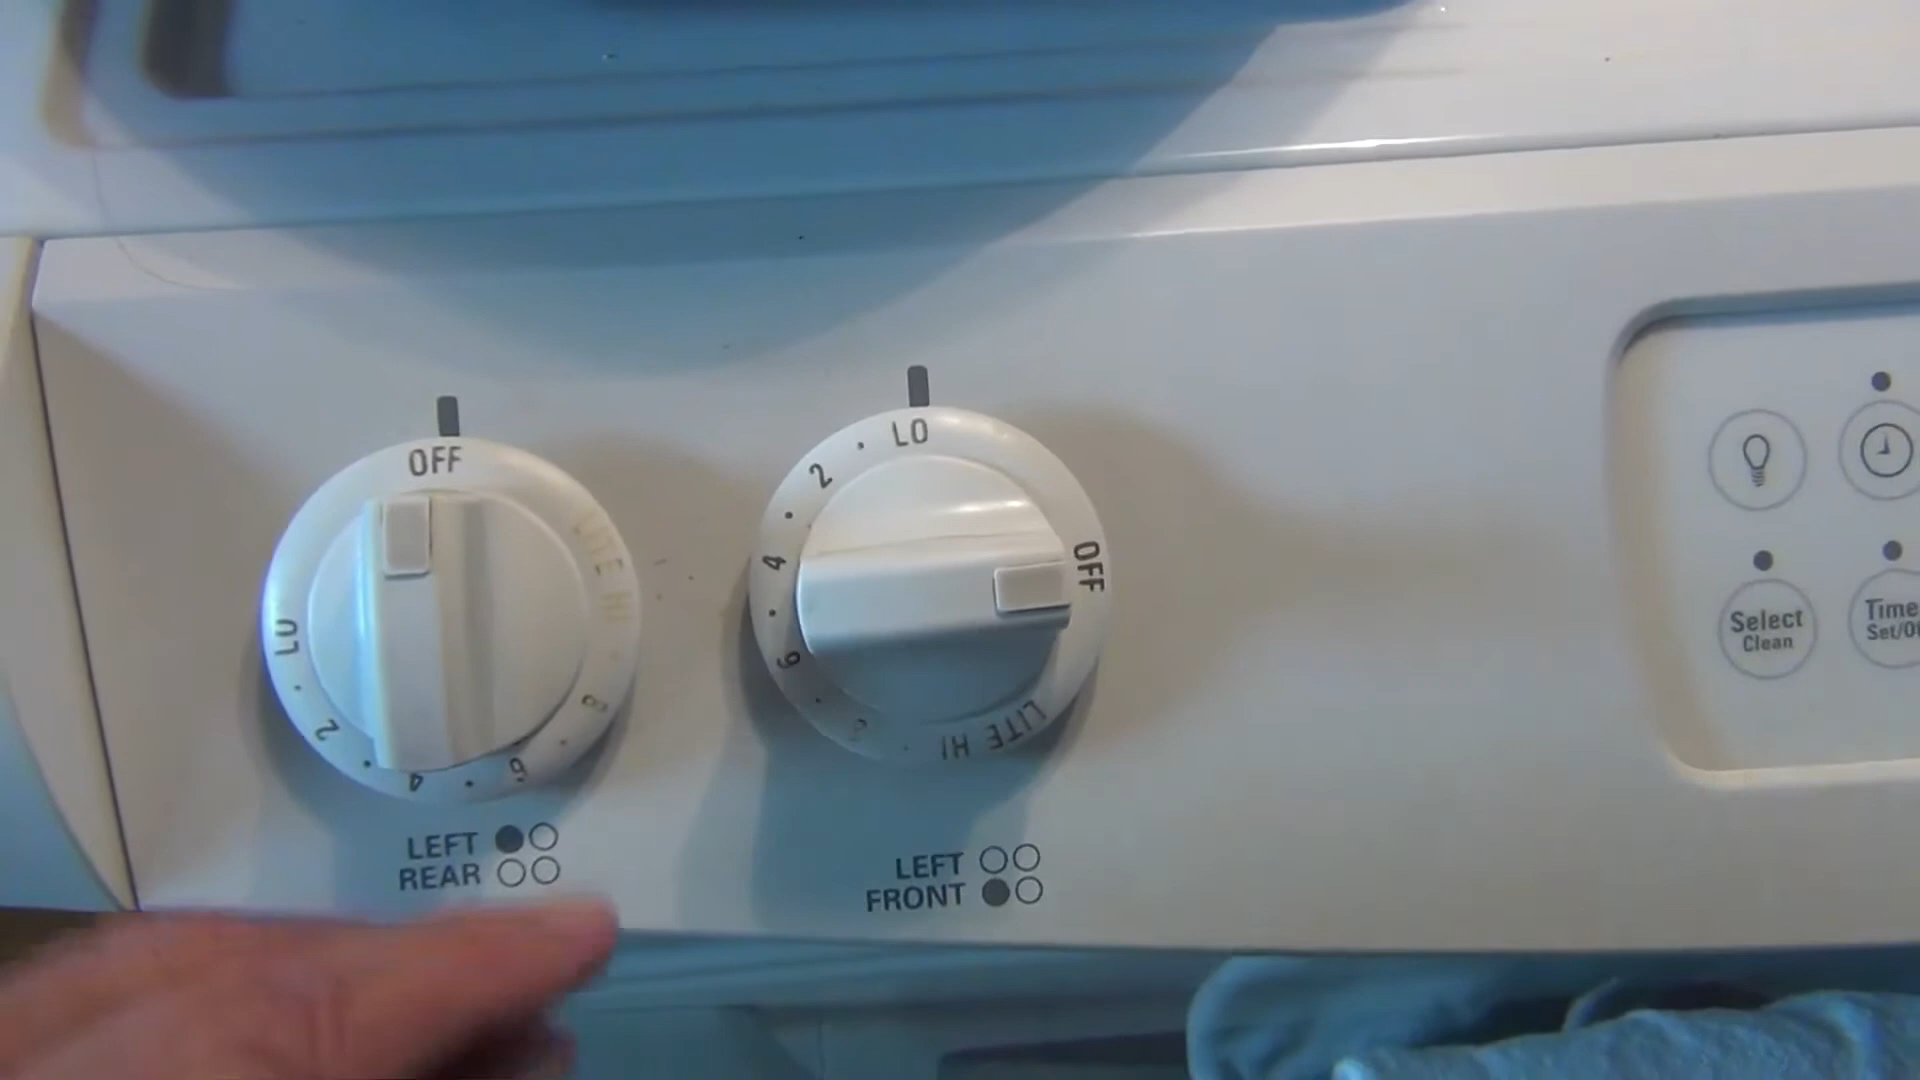 OFF
LITE HI
8
6
4
2
LO
LEFT
REAR
LO
2
4
6
HI
LITE
OFF
LEFT
FRONT
Select
Clean
Time